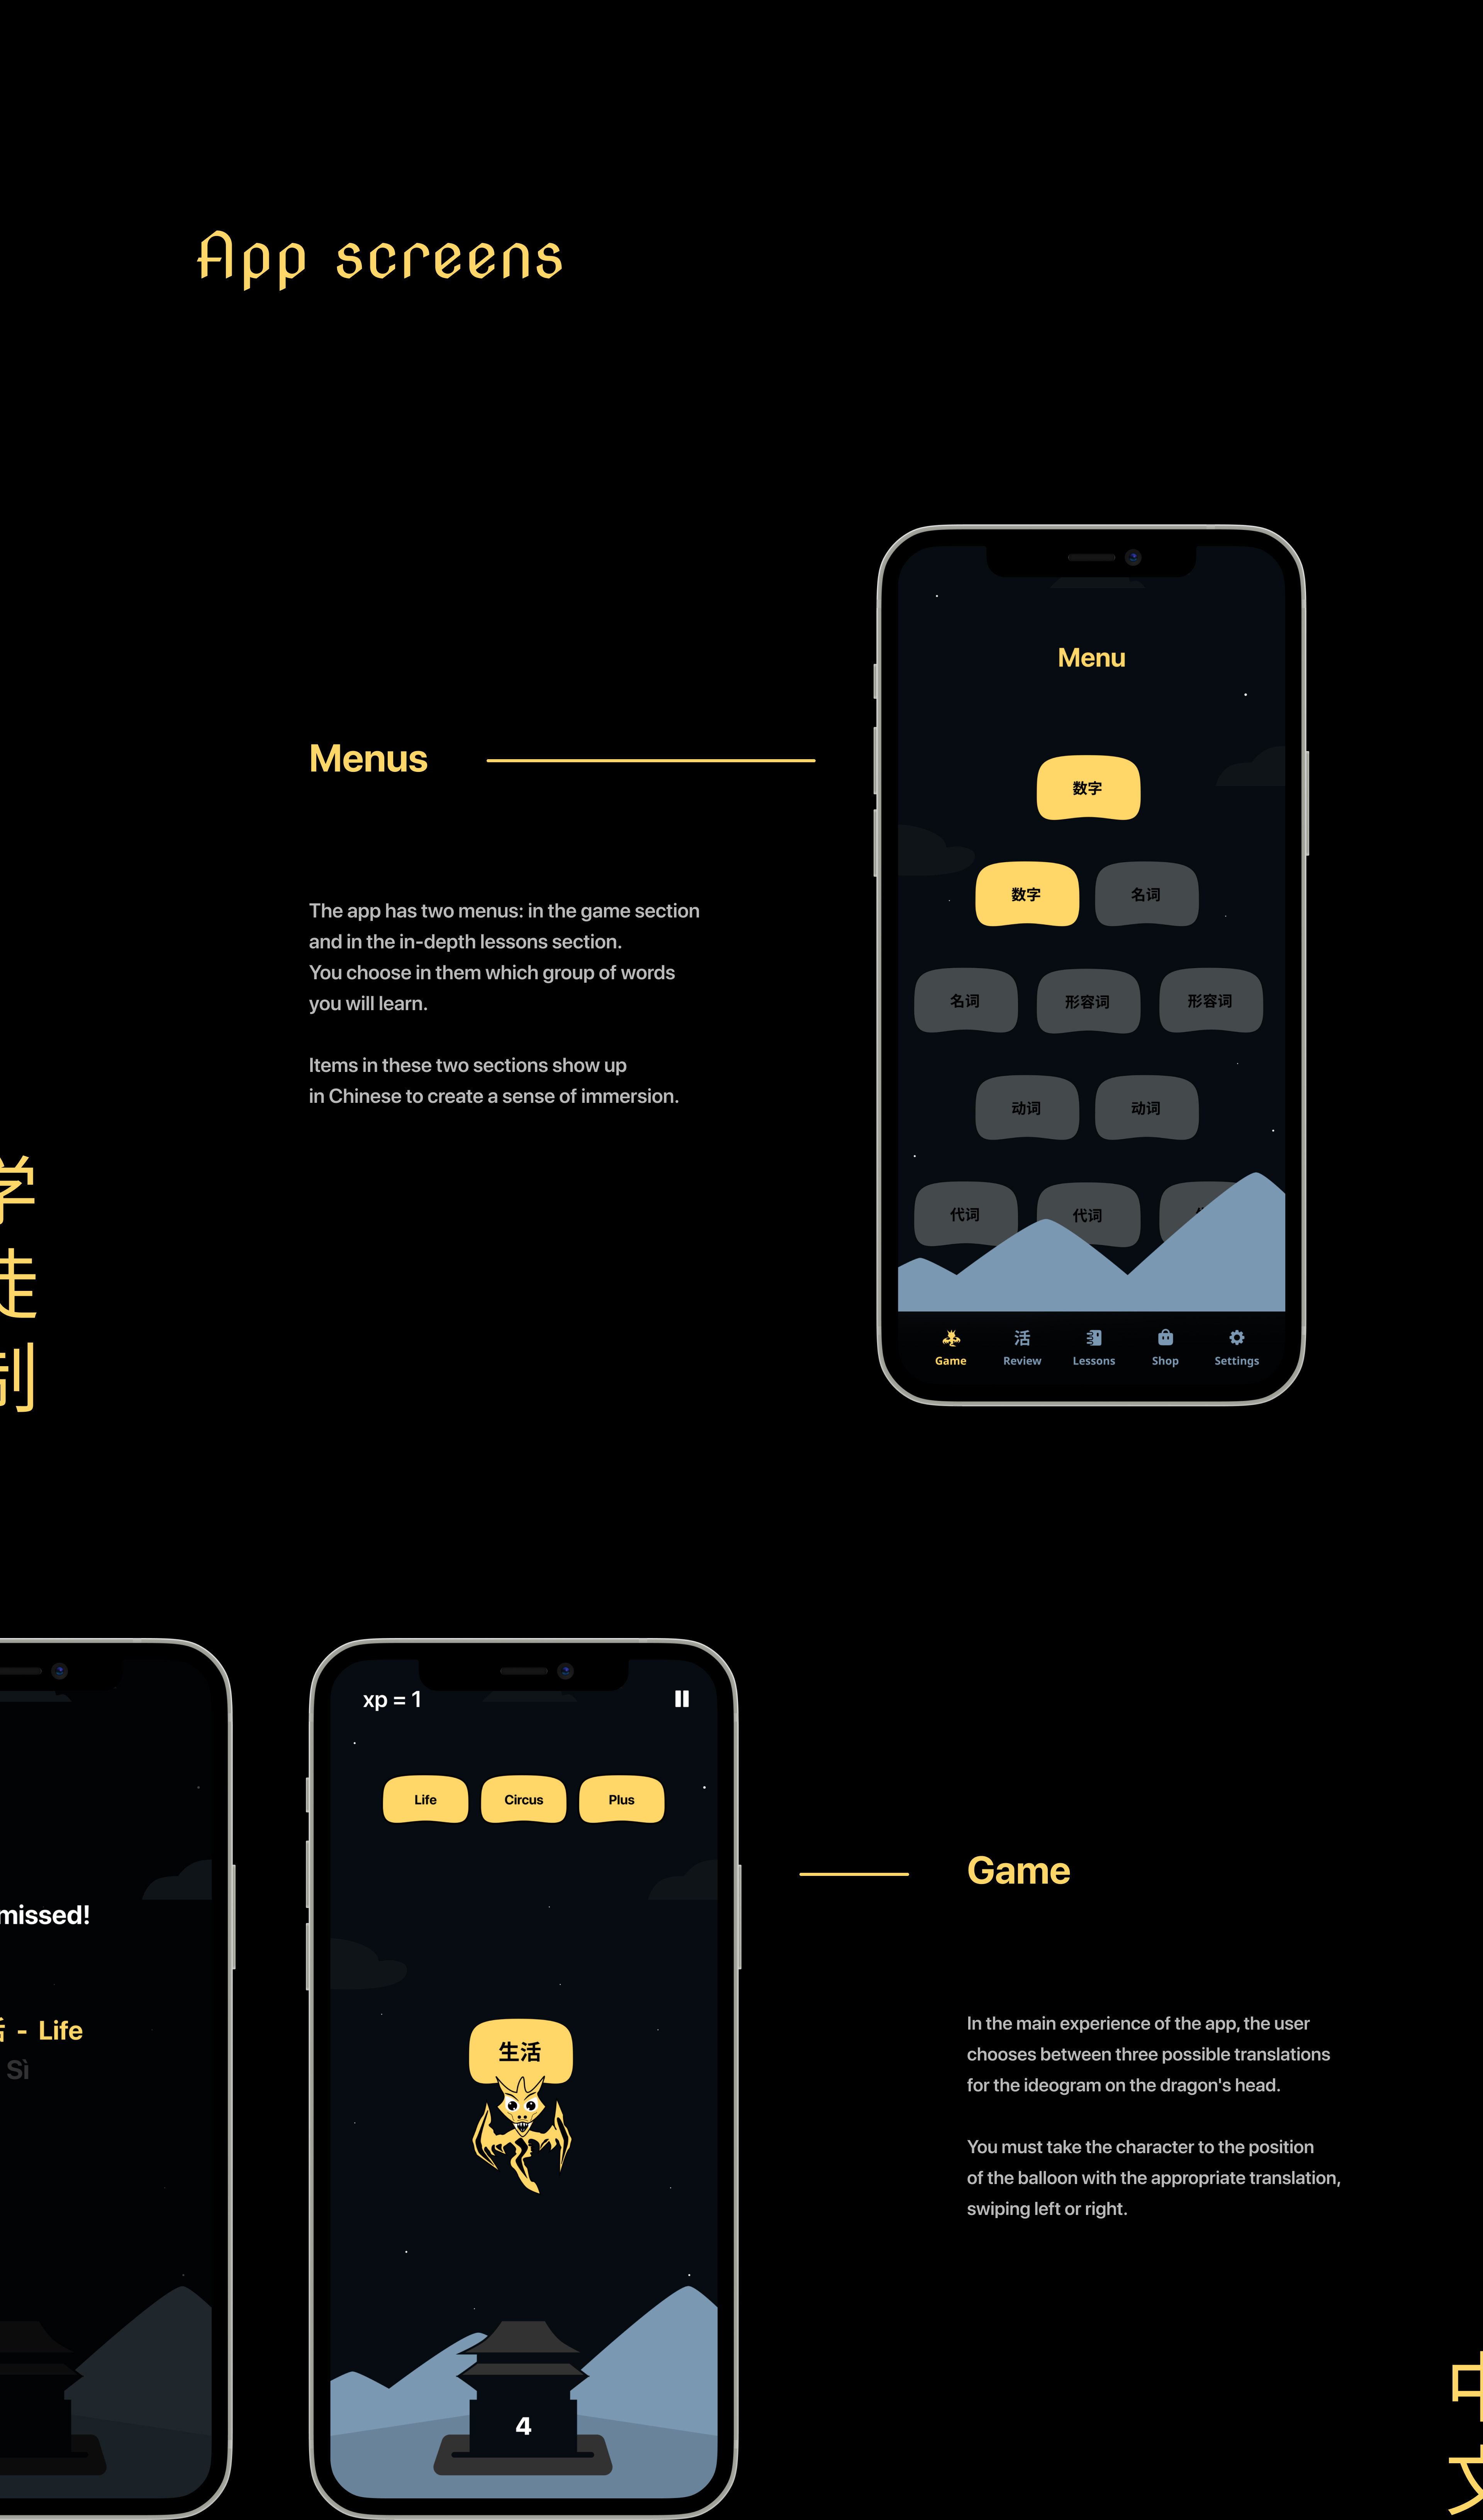 App screens
Menu
Menus
数字
数字 名词
The app has two menus: in the game section
and in the in-depth lessons section.
You choose in them which group of words
you will learn.
名词 形容词 形容词
Items in these two sections show up
in Chinese to create a sense of immersion.
动词 动词
学
徒
制
代词 代词
Game Review Lessons Shop Settings
活
missed!
- Life
Sì
xp = 1
Life Circus Plus
生活
4
Game
In the main experience of the app, the user
chooses between three possible translations
for the ideogram on the dragon's head.
You must take the character to the position
of the balloon with the appropriate translation,
swiping left or right.
中
文